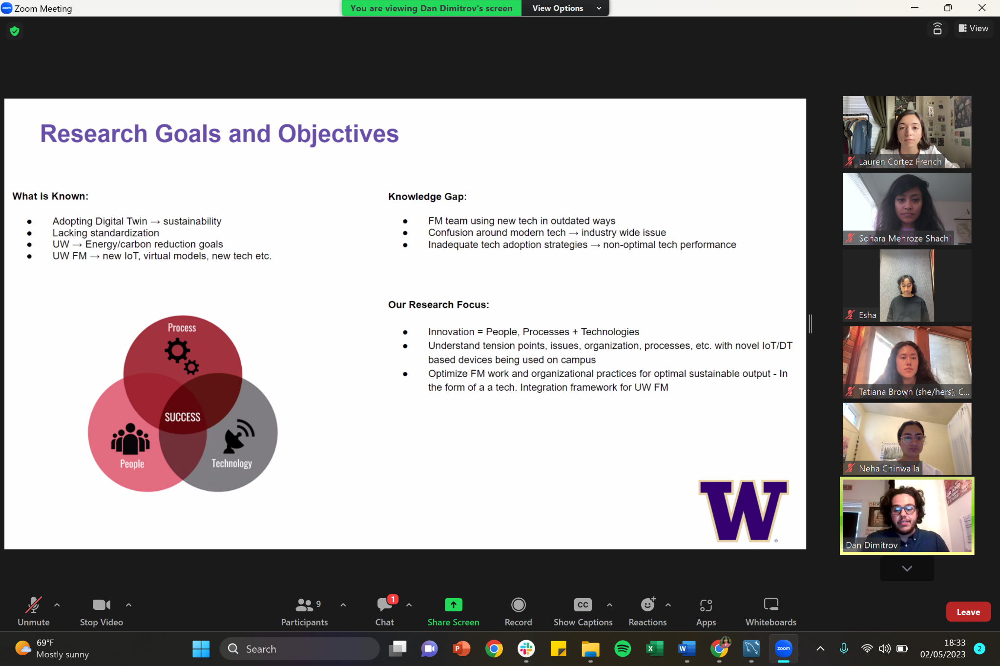 Zoom Meeting
You are viewing Dan Dimitrov's screen
View Options
View
Research Goals and Objectives
What is Known:
Adopting Digital Twin → sustainability
Lacking standardization
UW → Energy/carbon reduction goals
UW FM → new IoT, virtual models, new tech etc.
Knowledge Gap:
FM team using new tech in outdated ways
Confusion around modern tech → industry wide issue
Inadequate tech adoption strategies → non-optimal tech performance
Our Research Focus:
Innovation = People, Processes + Technologies
Understand tension points, issues, organization, processes, etc. with novel IoT/DT
based devices being used on campus
Optimize FM work and organizational practices for optimal sustainable output - In
the form of a a tech. Integration framework for UW FM
Process
SUCCESS
People
Technology
W
Lauren Cortez French
Sohara Mehroze Shachi
Esha
Tatiana Brown (she/hers), C...
Neha Chinwalla
Dan Dimitrov
Unmute
Stop Video
9
Participants
1
Chat
Share Screen
Record
CC
Show Captions
Reactions
Apps
Whiteboards
Leave
69°F
Mostly sunny
Search
zoom
18:33
02/05/2023
2